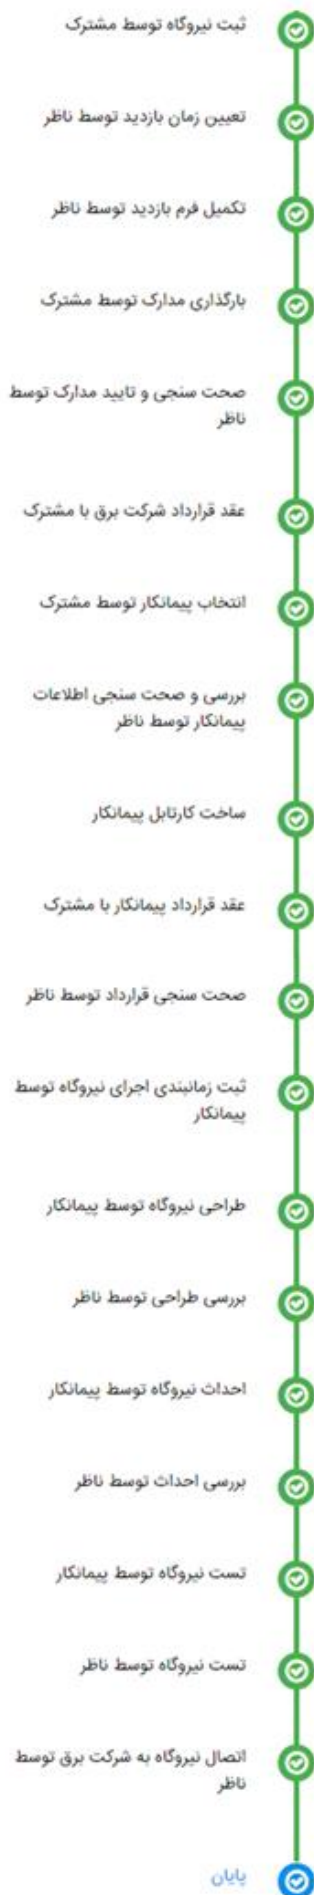 ثبت نیروگاه توسط مشترک
تعیین زمان بازدید توسط ناظر
تکمیل فرم بازدید توسط ناظر
بارگذاری مدارک توسط مشترک
صحت سنجی و تایید مدارک توسط
ناظر
عقد قرارداد شرکت برق با مشترک
انتخاب پیمانکار توسط مشترک
بررسی و صحت سنجی اطلاعات
پیمانکار توسط ناظر
ساخت کارتابل پیمانکار
عقد قرارداد پیمانکار با مشترک
صحت سنجی قرارداد توسط ناظر
ثبت زمانبندی اجرای نیروگاه توسط
پیمانکار
طراحی نیروگاه توسط پیمانکار
بررسی طراحی توسط ناظر
احداث نیروگاه توسط پیمانکار
بررسی احداث توسط ناظر
تست نیروگاه توسط پیمانکار
تست نیروگاه توسط ناظر
اتصال نیروگاه به شرکت برق توسط
ناظر
پایان